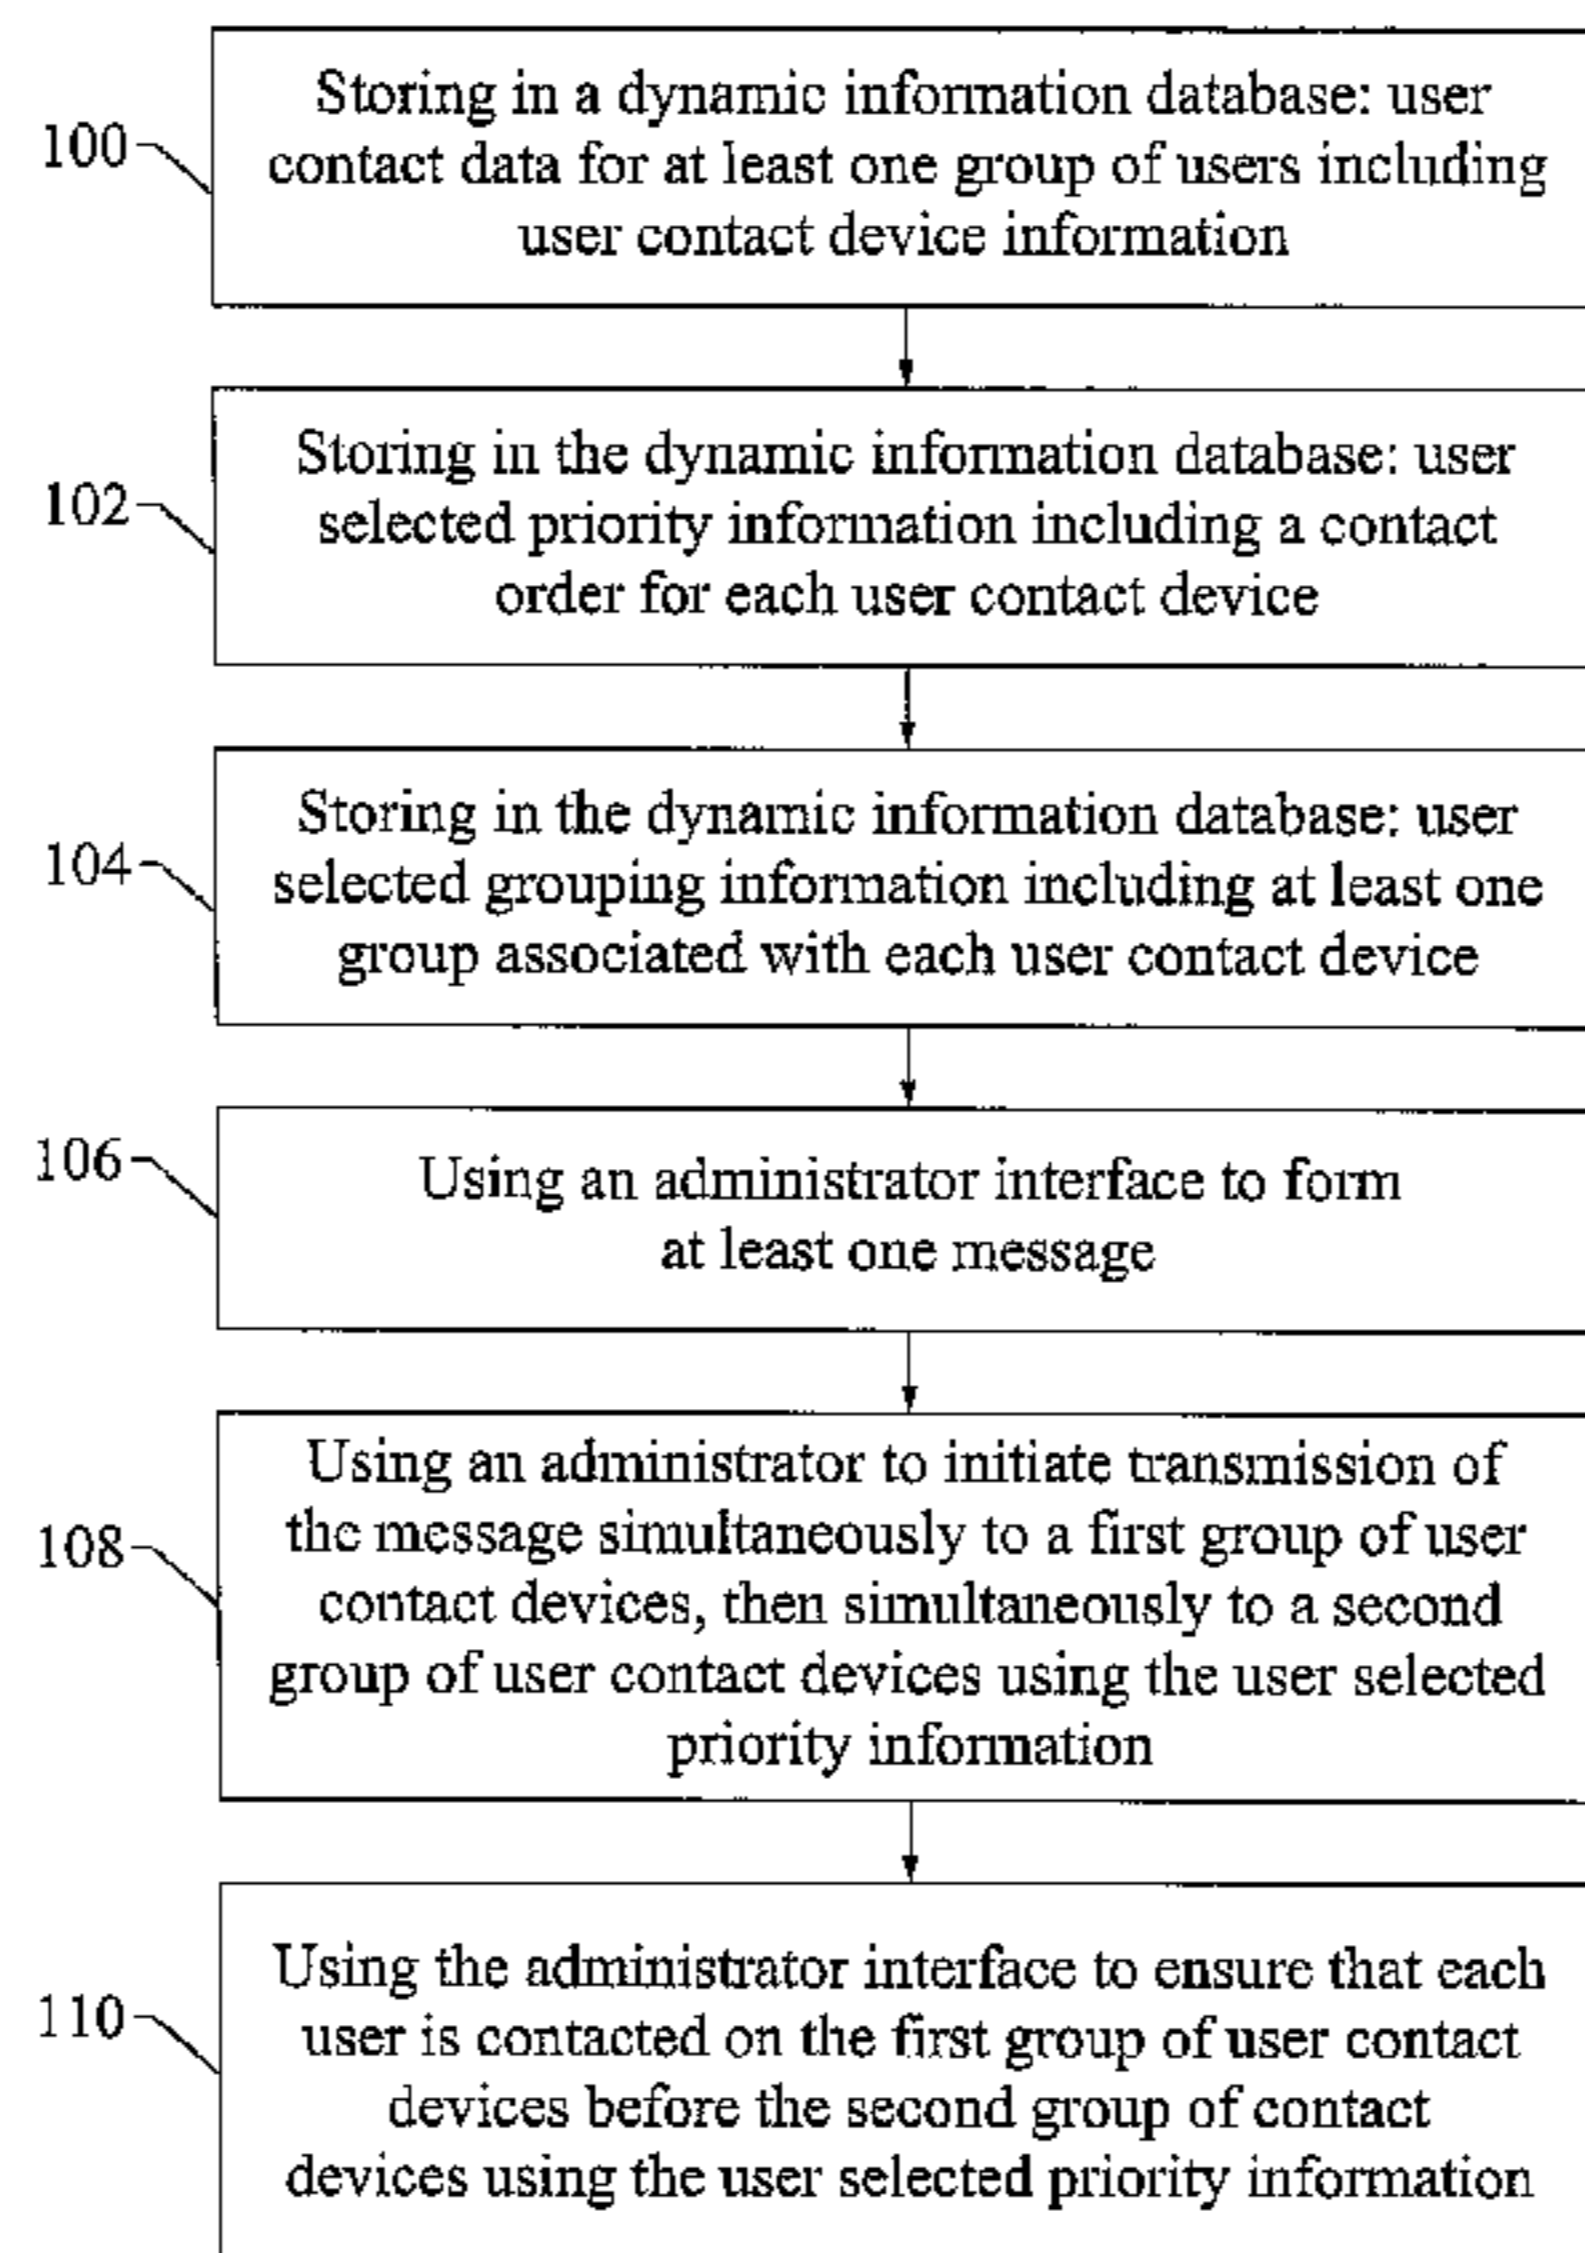 100
Storing in a dynamic information database: user
contact data for at least one group of users including
user contact device information
102
Storing in the dynamic information database: user
selected priority information including a contact
order for each user contact device
104
Storing in the dynamic information database: user
selected grouping information including at least one
group associated with each user contact device
106
Using an administrator interface to form
at least one message
108
Using an administrator to initiate transmission of
the message simultaneously to a first group of user
contact devices, then simultaneously to a second
group of user contact devices using the user selected
priority information
110
Using the administrator interface to ensure that each
user is contacted on the first group of user contact
devices before the second group of contact
devices using the user selected priority information